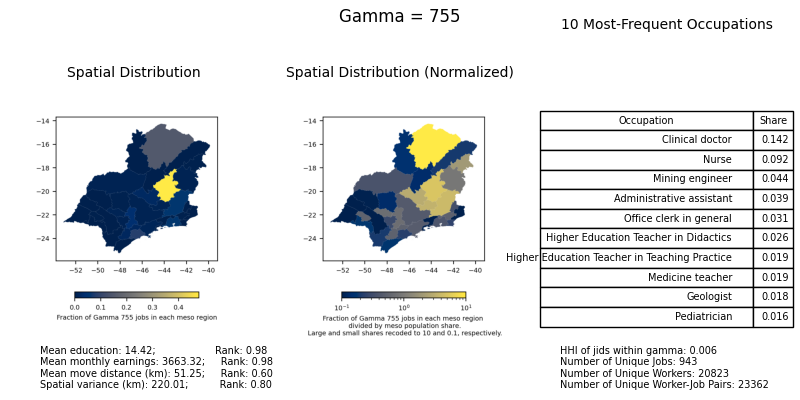 Gamma = 755
Spatial Distribution
−14
−16
−18
−20
−22
−24
−52 −50 −48 −46 −44 −42 −40
0.0 0.1 0.2 0.3 0.4
Fraction of Gamma 755 jobs in each meso region
Spatial Distribution (Normalized)
−14
−16
−18
−20
−22
−24
−52 −50 −48 −46 −44 −42 −40
10⁻¹ 10⁰ 10¹
Fraction of Gamma 755 jobs in each meso region
divided by meso population share.
Large and small shares recoded to 10 and 0.1, respectively.
10 Most-Frequent Occupations
Occupation Share
Clinical doctor 0.142
Nurse 0.092
Mining engineer 0.044
Administrative assistant 0.039
Office clerk in general 0.031
Higher Education Teacher in Didactics 0.026
Higher Education Teacher in Teaching Practice 0.019
Medicine teacher 0.019
Geologist 0.018
Pediatrician 0.016
Mean education: 14.42; Rank: 0.98
Mean monthly earnings: 3663.32; Rank: 0.98
Mean move distance (km): 51.25; Rank: 0.60
Spatial variance (km): 220.01; Rank: 0.80
HHI of jids within gamma: 0.006
Number of Unique Jobs: 943
Number of Unique Workers: 20823
Number of Unique Worker-Job Pairs: 23362